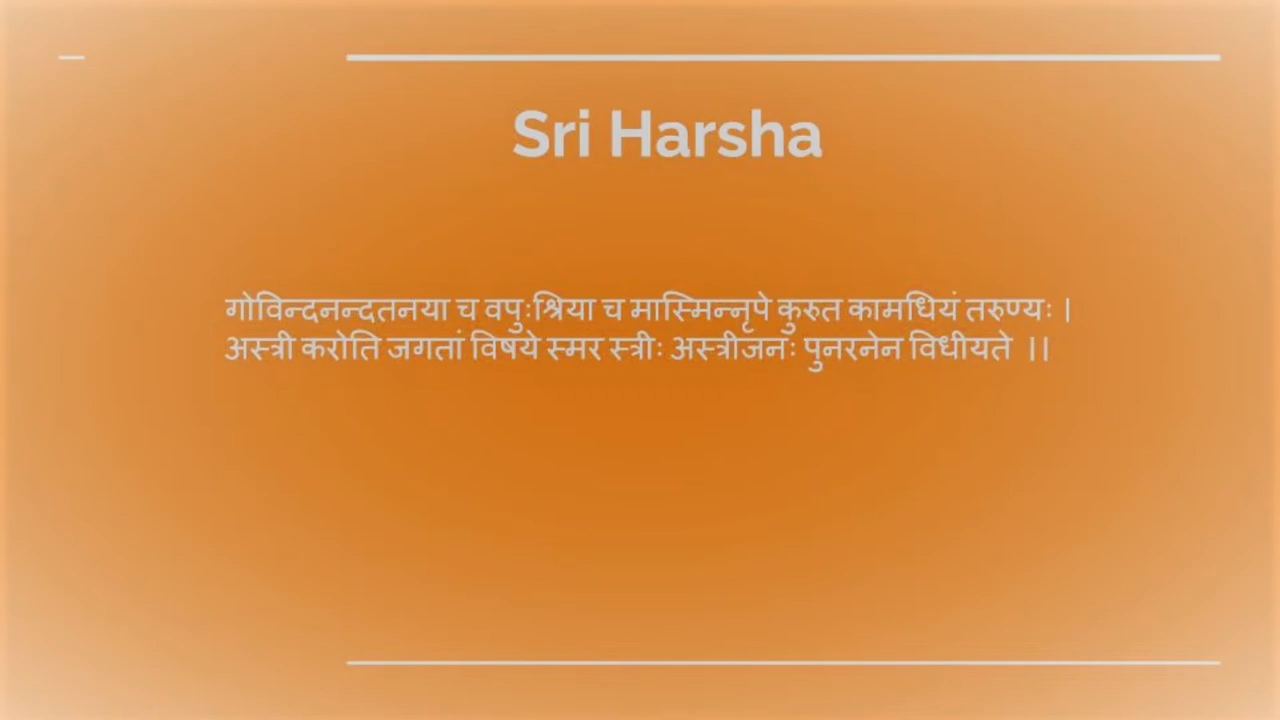 Sri Harsha
गोविन्दनन्दतनया च वपुःश्रिया च मास्मिन्नृपे कुरुत कामधियं तरुण्यः ।
अस्त्री करोति जगतां विषये स्मर स्त्रीः अस्त्रीजनः पुनरनेन विधीयते ।।